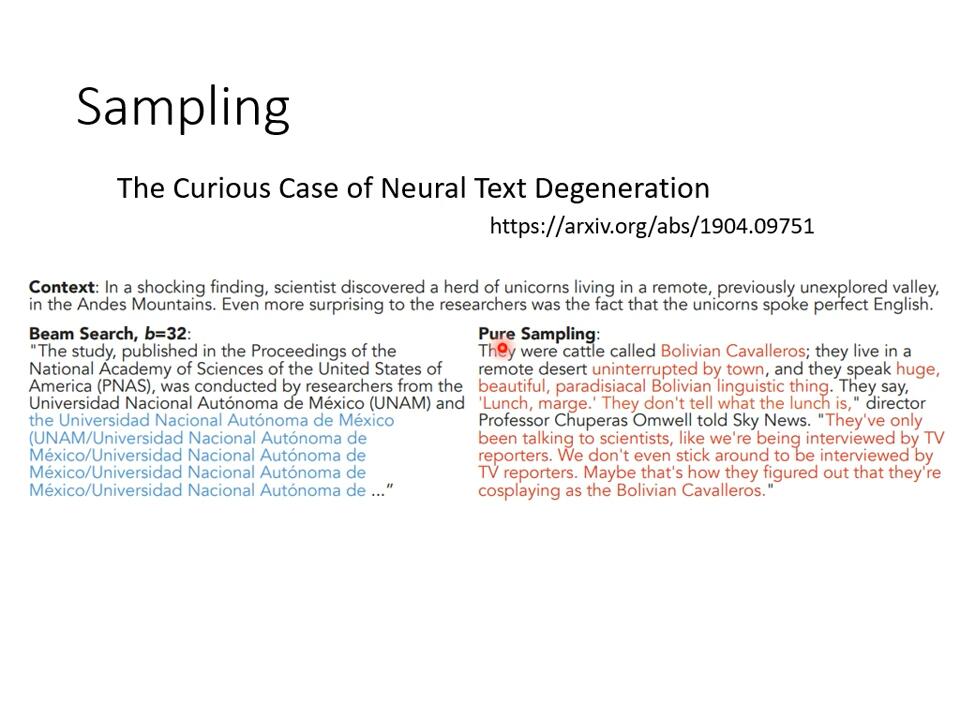 Sampling
The Curious Case of Neural Text Degeneration
https://arxiv.org/abs/1904.09751
Context: In a shocking finding, scientist discovered a herd of unicorns living in a remote, previously unexplored valley,
in the Andes Mountains. Even more surprising to the researchers was the fact that the unicorns spoke perfect English.
Beam Search, b=32:
"The study, published in the Proceedings of the
National Academy of Sciences of the United States of
America (PNAS), was conducted by researchers from the
Universidad Nacional Autónoma de México (UNAM) and
the Universidad Nacional Autónoma de México
(UNAM/Universidad Nacional Autónoma de
México/Universidad Nacional Autónoma de
México/Universidad Nacional Autónoma de
México/Universidad Nacional Autónoma de ..."
Pure Sampling:
They were cattle called Bolivian Cavalleros; they live in a
remote desert uninterrupted by town, and they speak huge,
beautiful, paradisiacal Bolivian linguistic thing. They say,
'Lunch, marge.' They don't tell what the lunch is," director
Professor Chuperas Omwell told Sky News. "They've only
been talking to scientists, like we're being interviewed by TV
reporters. We don't even stick around to be interviewed by
TV reporters. Maybe that's how they figured out that they're
cosplaying as the Bolivian Cavalleros."